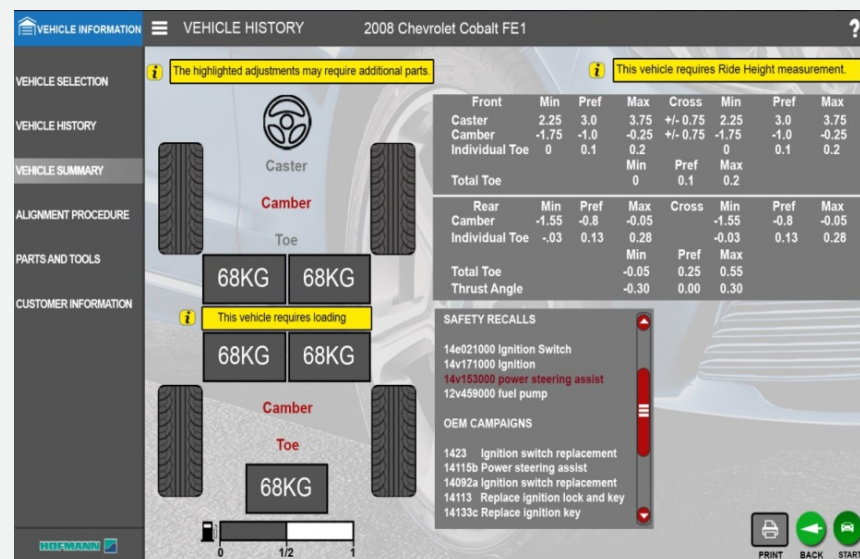 VEHICLE INFORMATION
VEHICLE HISTORY 2008 Chevrolet Cobalt FE1 ?
VEHICLE SELECTION
VEHICLE HISTORY
VEHICLE SUMMARY
ALIGNMENT PROCEDURE
PARTS AND TOOLS
CUSTOMER INFORMATION
HOFMANN
i The highlighted adjustments may require additional parts.
i This vehicle requires Ride Height measurement.
Caster
Camber
Toe
68KG 68KG
i This vehicle requires loading
68KG 68KG
Camber
Toe
68KG
0 1/2 1
Front Min Pref Max Cross Min Pref Max
Caster 2.25 3.0 3.75 +/- 0.75 2.25 3.0 3.75
Camber -1.75 -1.0 -0.25 +/- 0.75 -1.75 -1.0 -0.25
Individual Toe 0 0.1 0.2 0 0.1 0.2
Min Pref Max
Total Toe 0 0.1 0.2
Rear Min Pref Max Cross Min Pref Max
Camber -1.55 -0.8 -0.05 -1.55 -0.8 -0.05
Individual Toe -.03 0.13 0.28 -0.03 0.13 0.28
Min Pref Max
Total Toe -0.05 0.25 0.55
Thrust Angle -0.30 0.00 0.30
SAFETY RECALLS
14e021000 Ignition Switch
14v171000 Ignition
14v153000 power steering assist
12v459000 fuel pump
OEM CAMPAIGNS
1423 Ignition switch replacement
14115b Power steering assist
14092a Ignition switch replacement
14113 Replace ignition lock and key
14133c Replace ignition key
PRINT BACK START